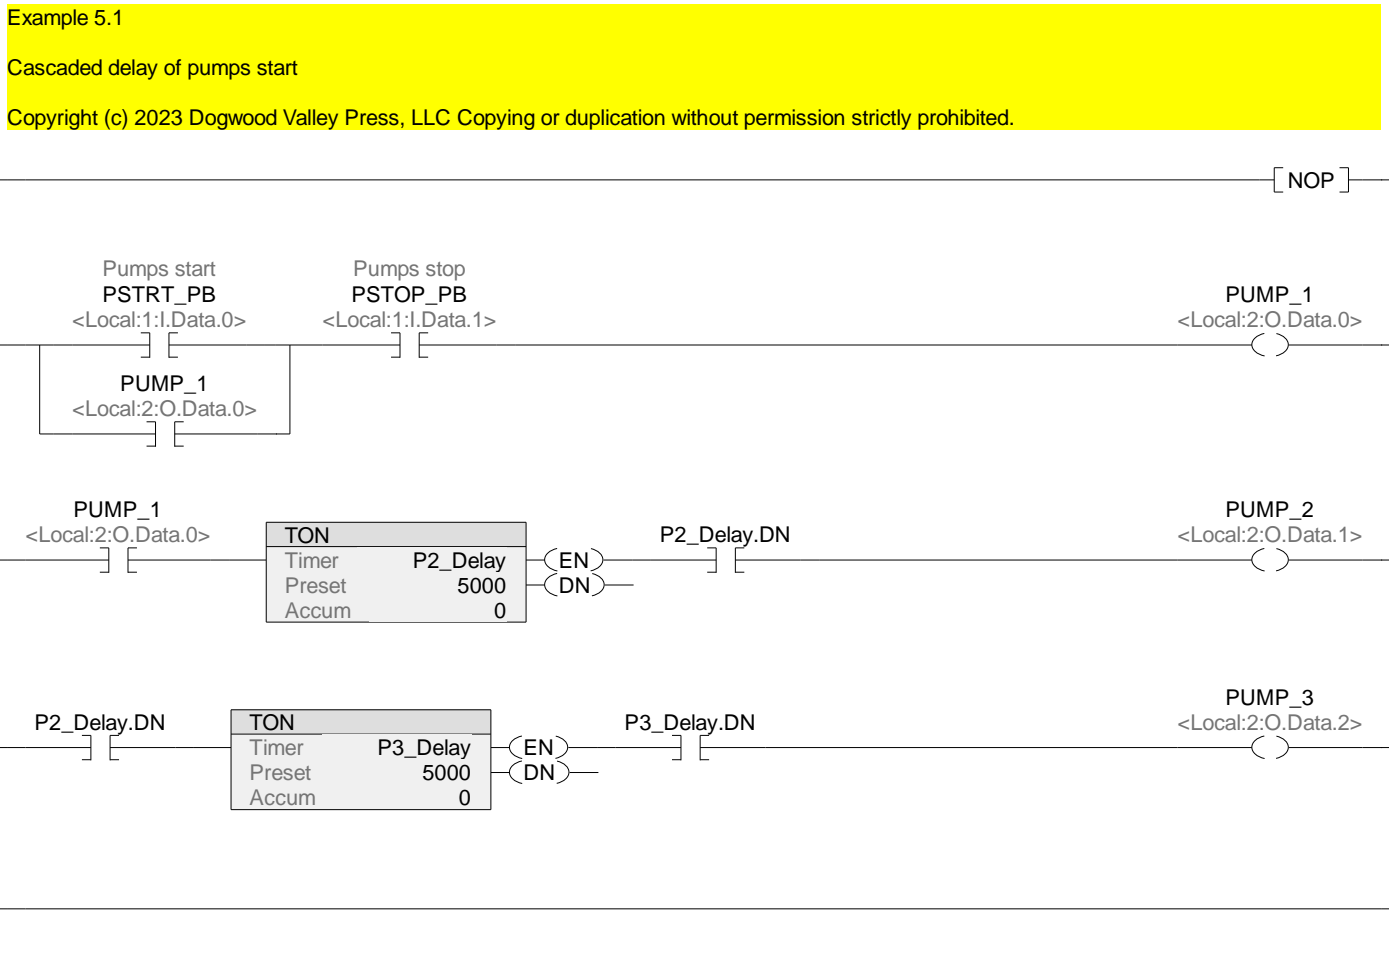 Example 5.1
Cascaded delay of pumps start
Copyright (c) 2023 Dogwood Valley Press, LLC Copying or duplication without permission strictly prohibited.
NOP
Pumps start
PSTRT_PB
<Local:1:I.Data.0>
Pumps stop
PSTOP_PB
<Local:1:I.Data.1>
PUMP_1
<Local:2:O.Data.0>
PUMP_1
<Local:2:O.Data.0>
PUMP_1
<Local:2:O.Data.0>
TON
Timer P2_Delay
Preset 5000
Accum 0
EN
DN
P2_Delay.DN
PUMP_2
<Local:2:O.Data.1>
P2_Delay.DN
TON
Timer P3_Delay
Preset 5000
Accum 0
EN
DN
P3_Delay.DN
PUMP_3
<Local:2:O.Data.2>